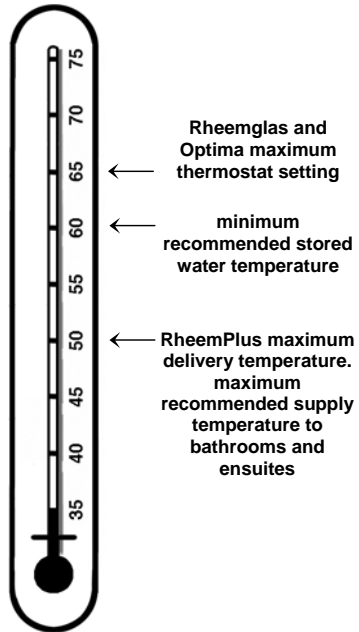 75
70
Rheemglas and
Optima maximum
thermostat setting
65
minimum
recommended stored
water temperature
60
55
RheemPlus maximum
delivery temperature.
maximum
recommended supply
temperature to
bathrooms and
ensuites
50
45
40
35